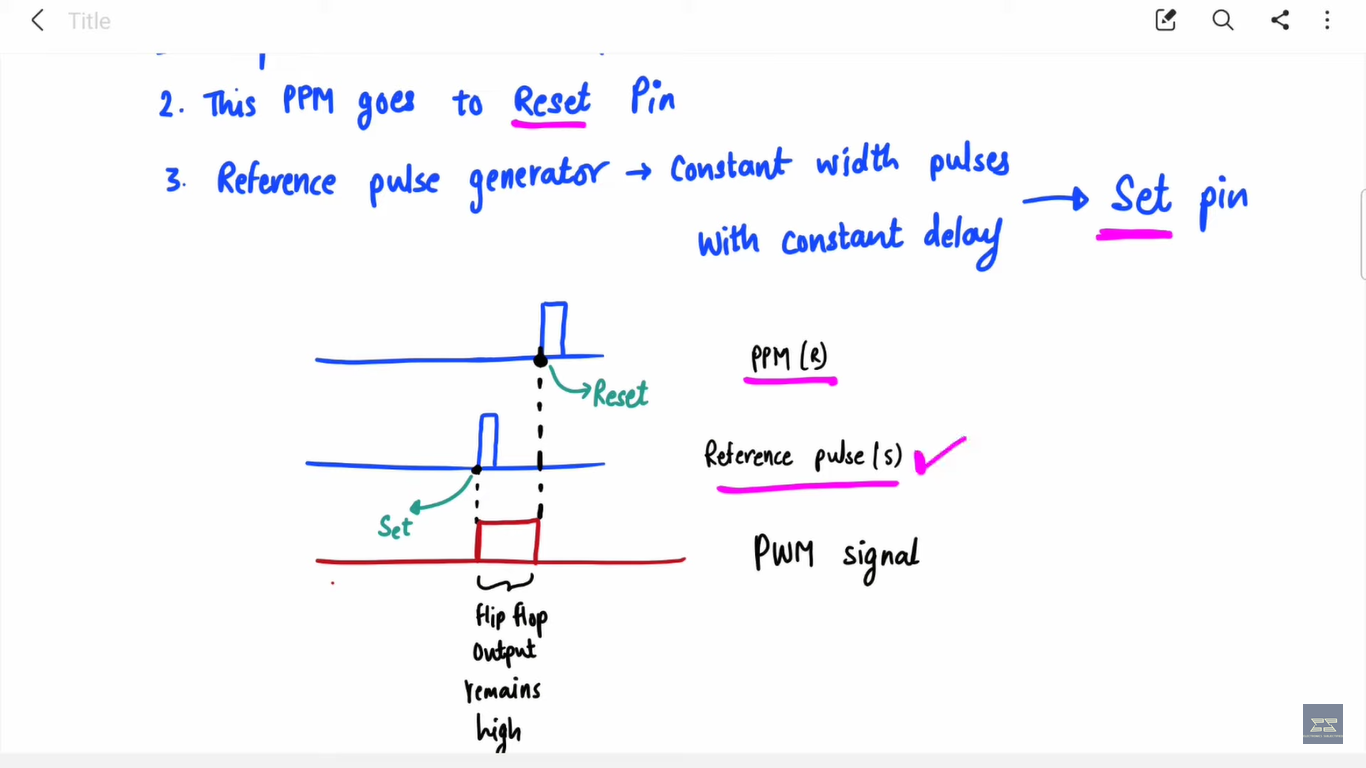 Title
2. This PPM goes to Reset Pin
3. Reference pulse generator → Constant width pulses
with constant delay
→ Set pin
Reset
PPM (R)
Reference pulse (S)
Set
PWM signal
flip flop
output
remains
high